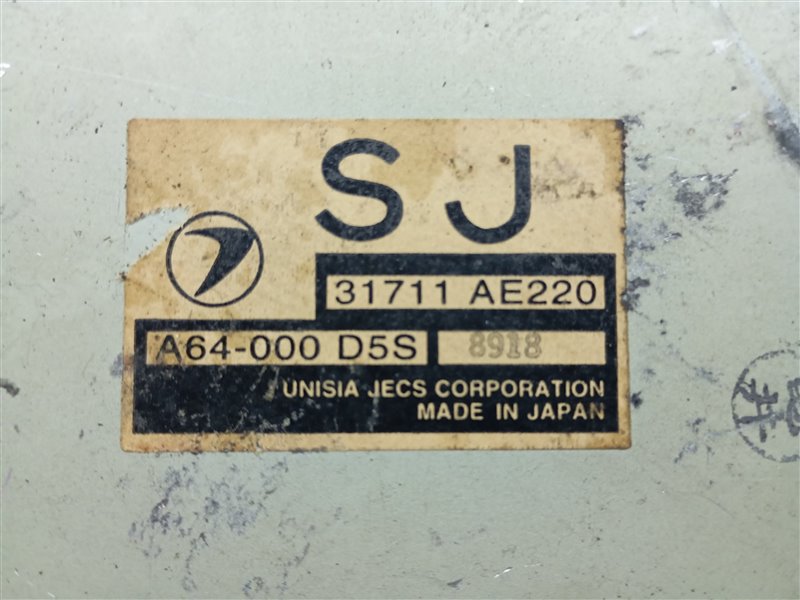 SJ
31711 AE220
A64-000 D5S 8918
UNISIA JECS CORPORATION
MADE IN JAPAN